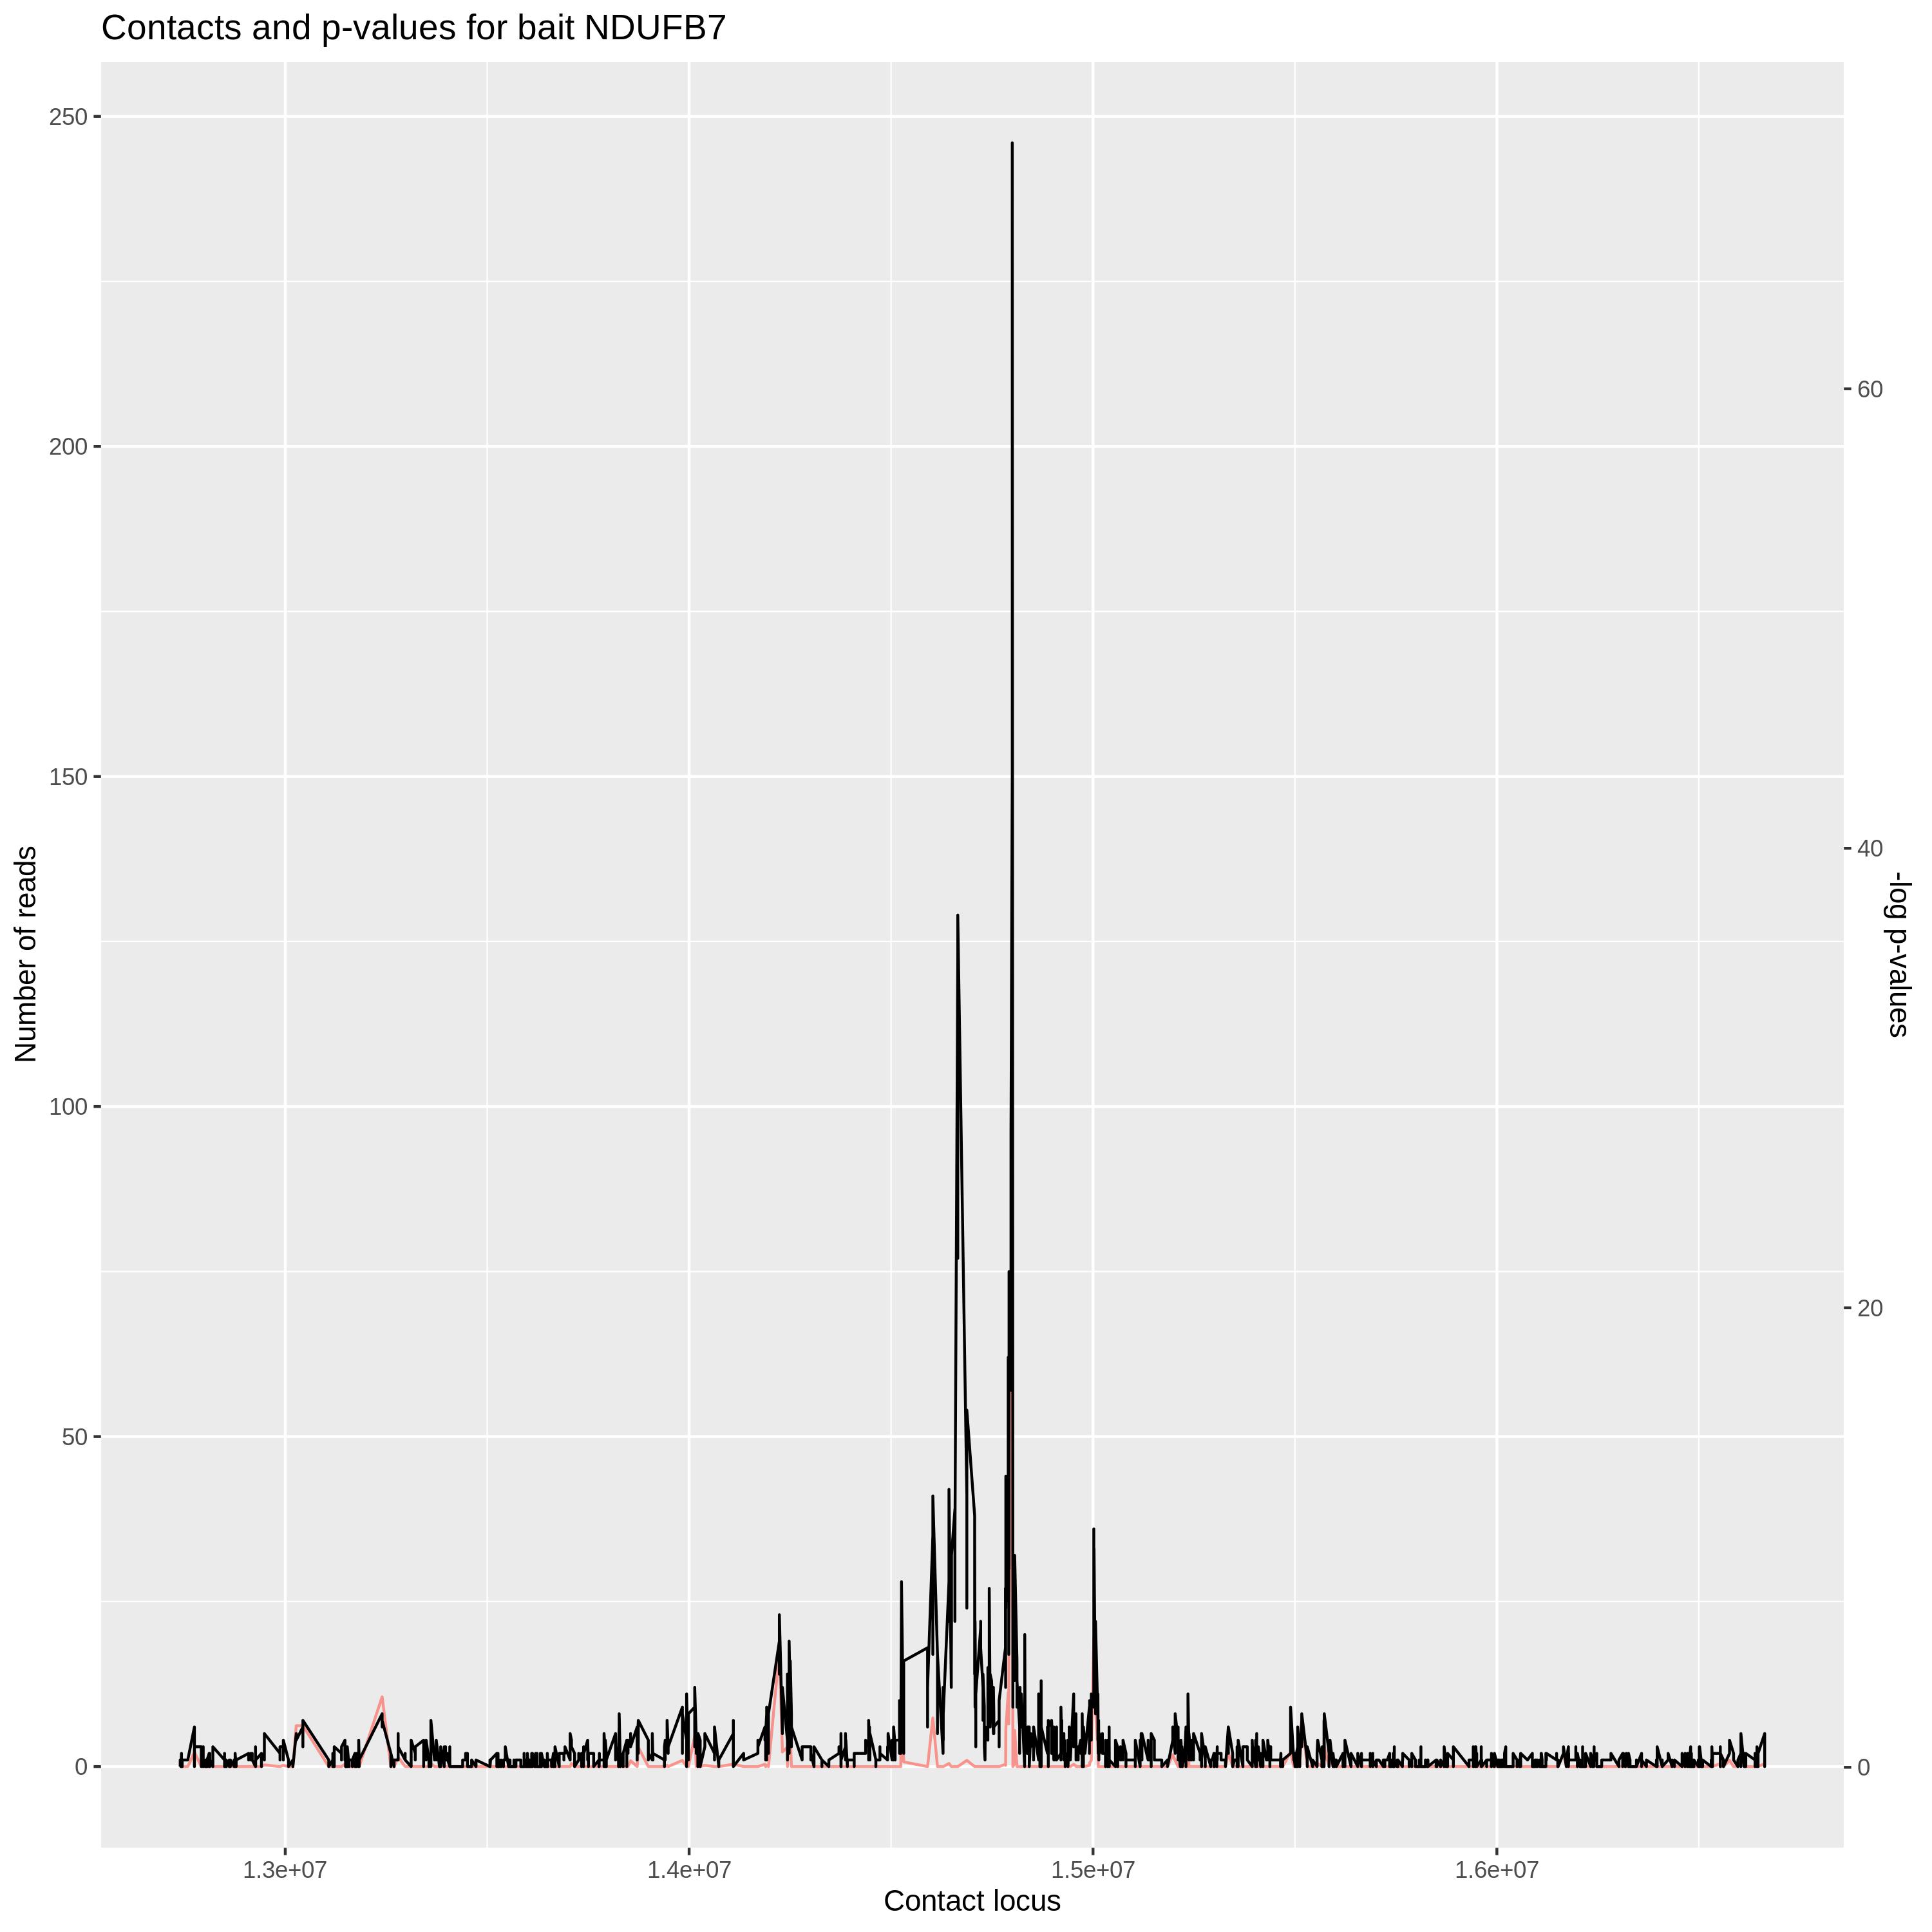 Contacts and p-values for bait NDUFB7
250
200
150
100
50
0
Number of reads
60
40
20
0
-log p-values
1.3e+07
1.4e+07
1.5e+07
1.6e+07
Contact locus